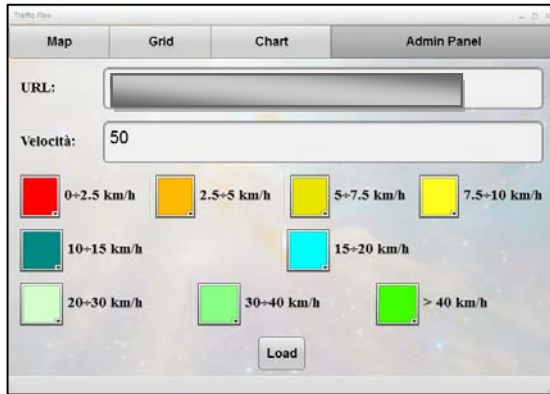 Traffic Flow
Map Grid Chart Admin Panel
URL:
Velocità: 50
0÷2.5 km/h 2.5÷5 km/h 5÷7.5 km/h 7.5÷10 km/h
10÷15 km/h 15÷20 km/h
20÷30 km/h 30÷40 km/h > 40 km/h
Load